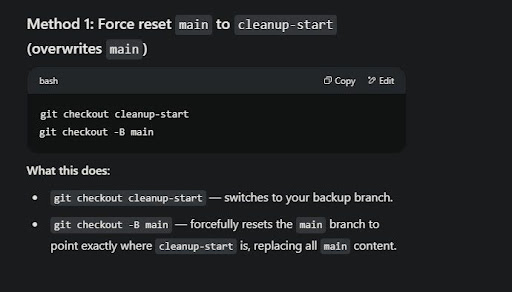 Method 1: Force reset main to cleanup-start
(overwrites main)
bash
Copy
Edit
git checkout cleanup-start
git checkout -B main
What this does:
• git checkout cleanup-start — switches to your backup branch.
• git checkout -B main — forcefully resets the main branch to
point exactly where cleanup-start is, replacing all main content.